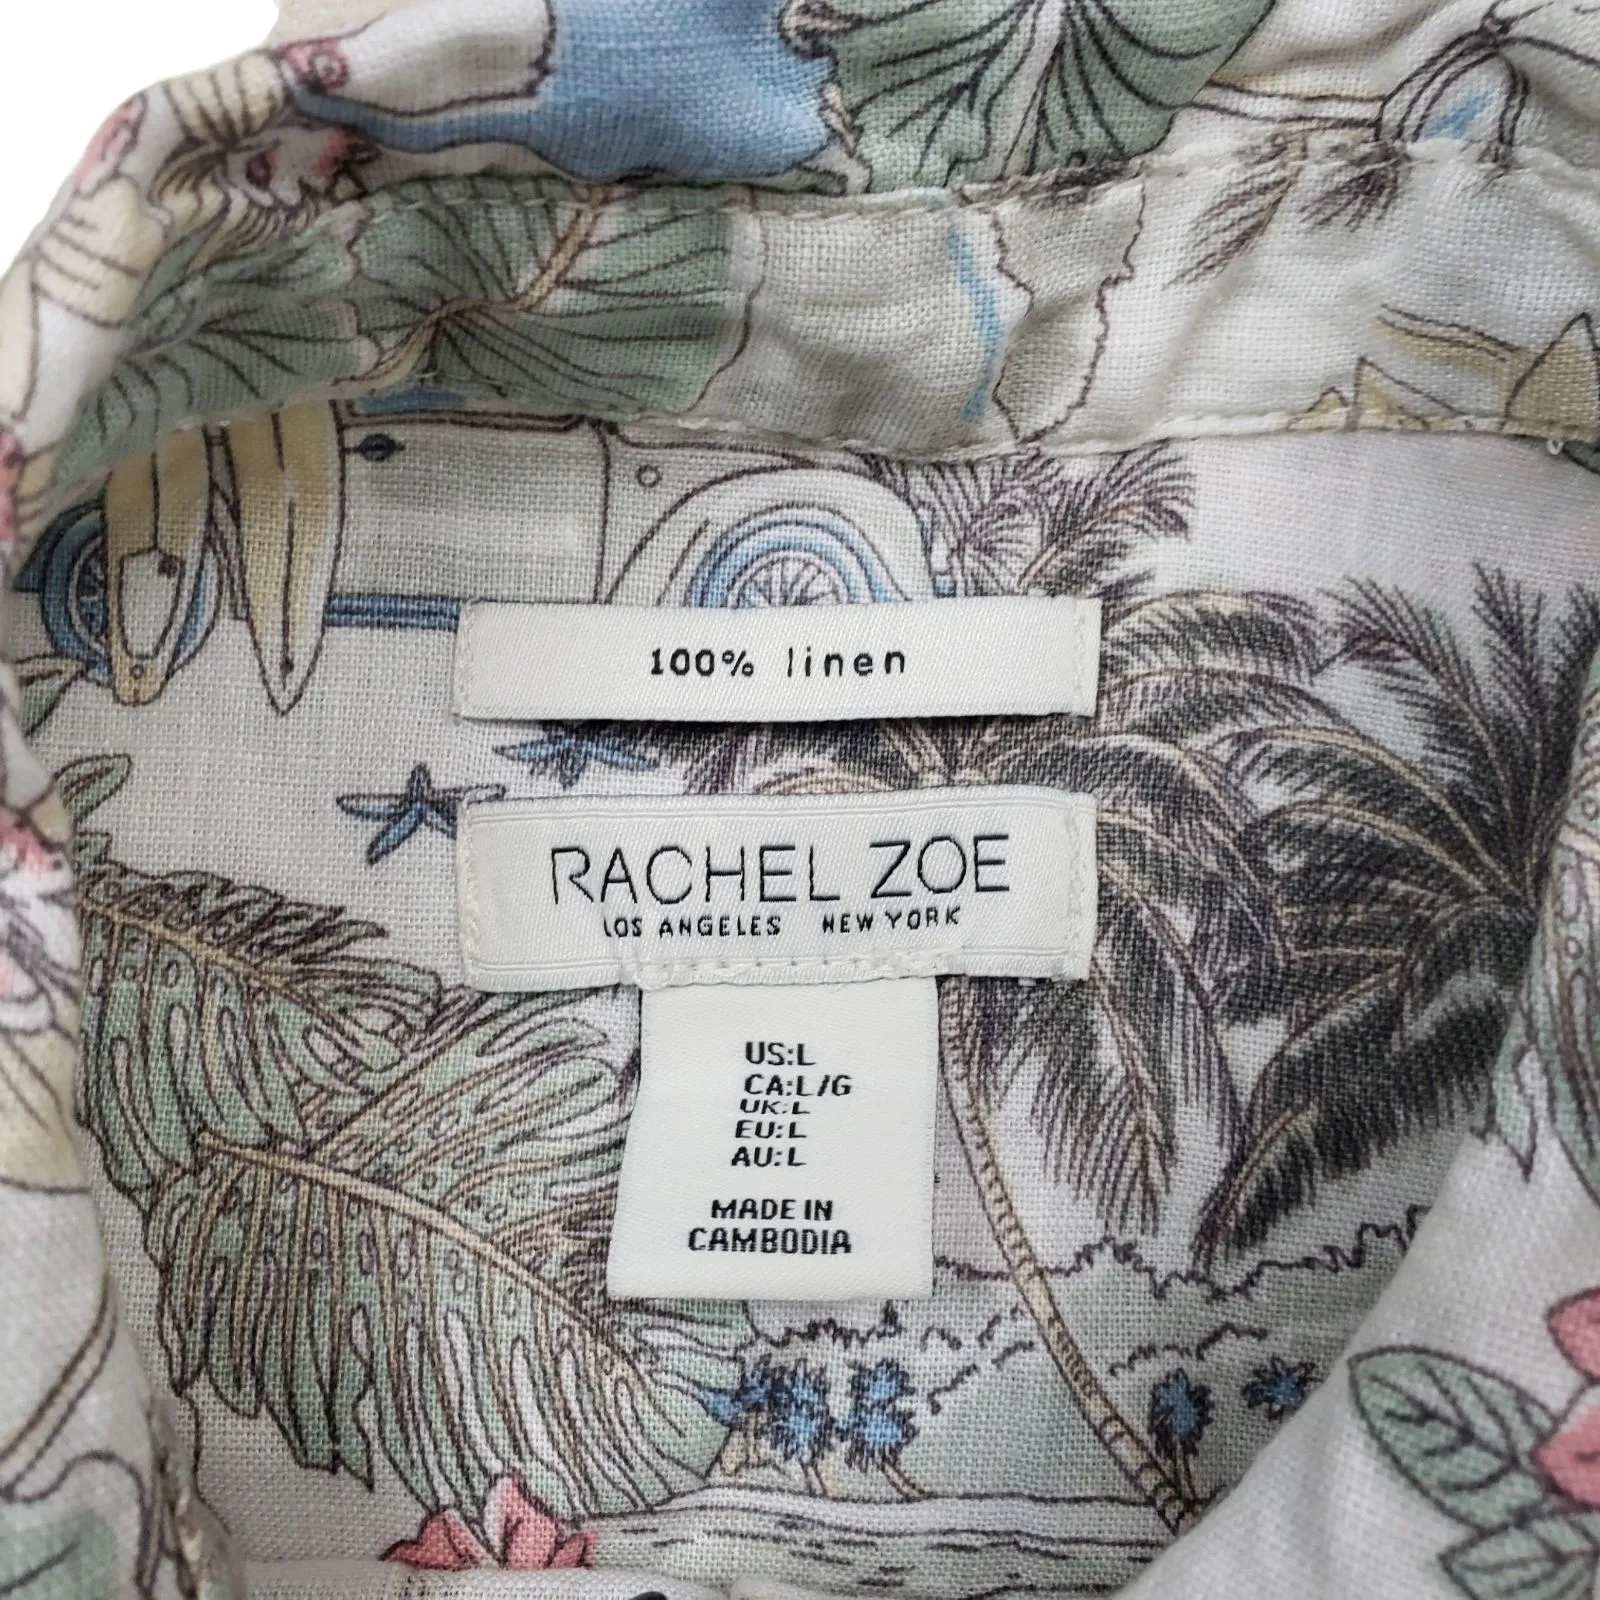 100% linen
RACHEL ZOE
LOS ANGELES NEW YORK
US:L
CA:L/G
UK:L
EU:L
AU:L
MADE IN
CAMBODIA